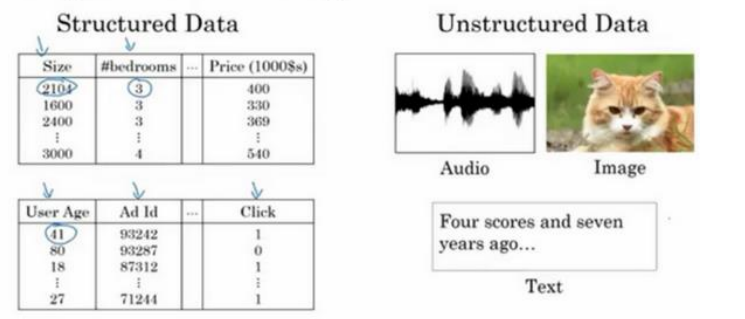 Structured Data
Size #bedrooms ... Price (1000$s)
2104 3 400
1600 3 330
2400 3 369
⋮ ⋮ ⋮
3000 4 540
User Age Ad Id ... Click
41 93242 1
80 93287 0
18 87312 1
⋮ ⋮ ⋮
27 71244 1
Unstructured Data
Audio Image
Four scores and seven
years ago...
Text